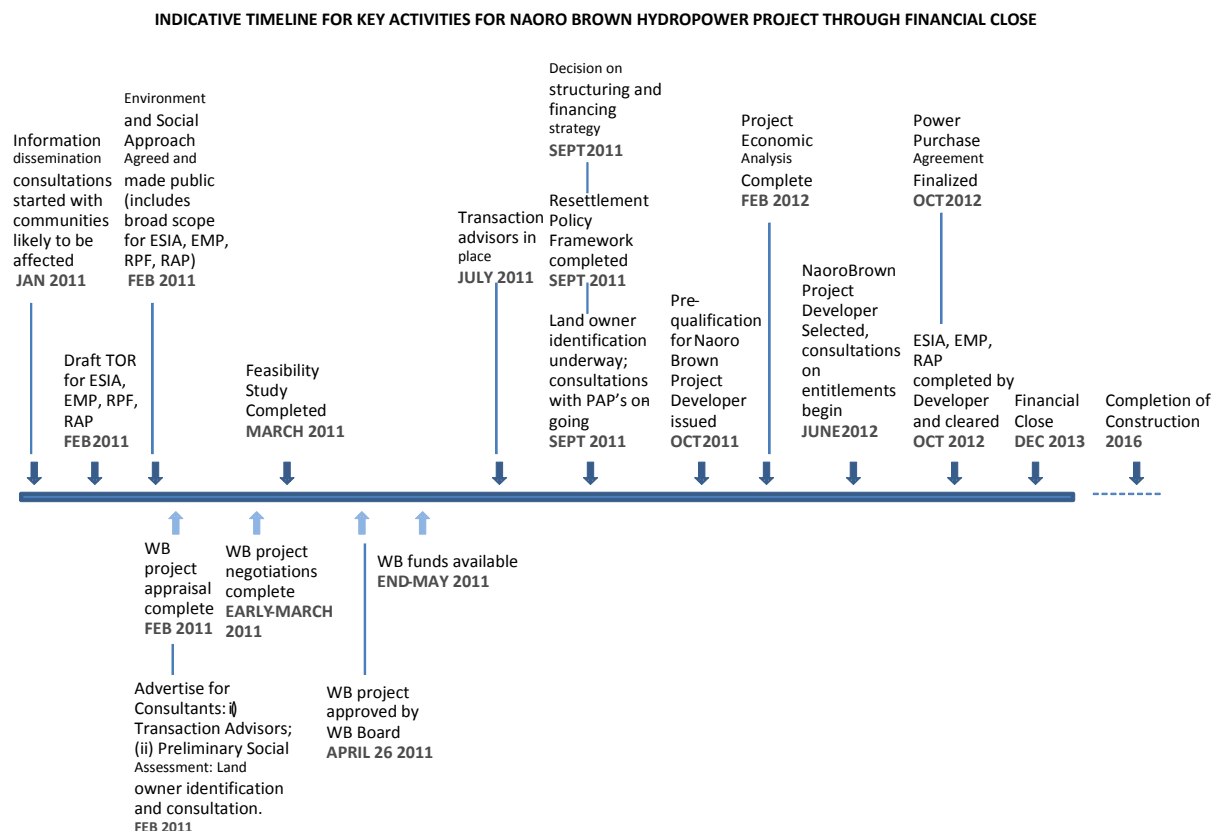 INDICATIVE TIMELINE FOR KEY ACTIVITIES FOR NAORO BROWN HYDROPOWER PROJECT THROUGH FINANCIAL CLOSE
Information
dissemination
consultations
started with
communities
likely to be
affected
JAN 2011
Draft TOR
for ESIA,
EMP, RPF,
RAP
FEB2011
Environment
and Social
Approach
Agreed and
made public
(includes
broad scope
for ESIA, EMP,
RPF, RAP)
FEB 2011
Feasibility
Study
Completed
MARCH 2011
Transaction
advisors in
place
JULY 2011
Decision on
structuring and
financing
strategy
SEPT2011
Resettlement
Policy
Framework
completed
SEPT 2011
Land owner
identification
underway;
consultations
with PAP's on
going
SEPT 2011
Pre-
qualification
for Naoro
Brown
Project
Developer
issued
OCT2011
Project
Economic
Analysis
Complete
FEB 2012
NaoroBrown
Project
Developer
Selected,
consultations
on
entitlements
begin
JUNE2012
Power
Purchase
Agreement
Finalized
OCT2012
ESIA, EMP,
RAP
completed by
Developer
and cleared
OCT 2012
Financial
Close
DEC 2013
Completion of
Construction
2016
WB
project
appraisal
complete
FEB 2011
Advertise for
Consultants: i)
Transaction Advisors;
(ii) Preliminary Social
Assessment: Land
owner identification
and consultation.
FEB 2011
WB project
negotiations
complete
EARLY-MARCH
2011
WB project
approved by
WB Board
APRIL 26 2011
WB funds available
END-MAY 2011